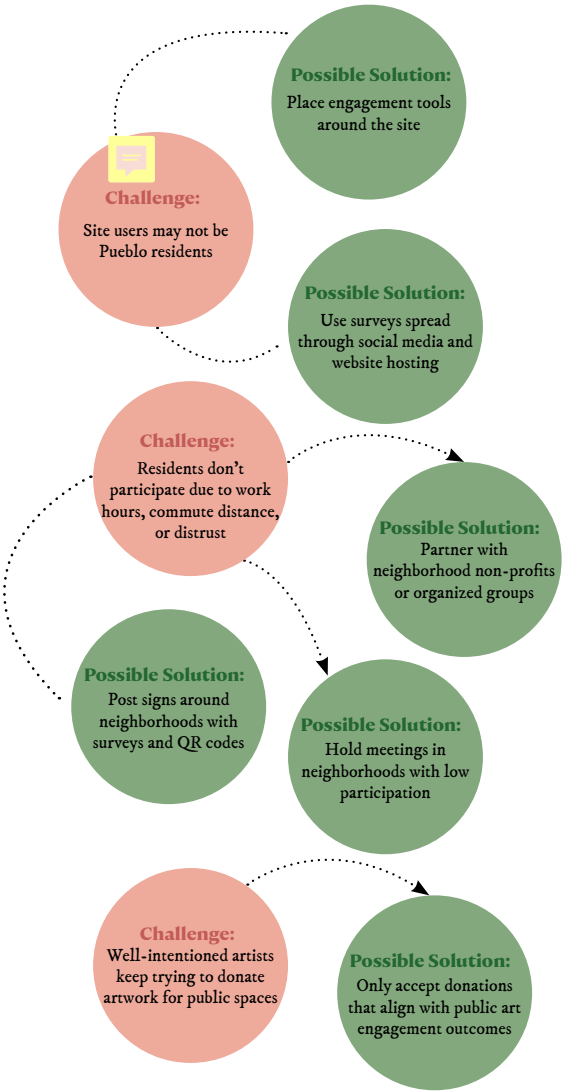 Possible Solution:
Place engagement tools
around the site
Challenge:
Site users may not be
Pueblo residents
Possible Solution:
Use surveys spread
through social media and
website hosting
Challenge:
Residents don't
participate due to work
hours, commute distance,
or distrust
Possible Solution:
Partner with
neighborhood non-profits
or organized groups
Possible Solution:
Post signs around
neighborhoods with
surveys and QR codes
Possible Solution:
Hold meetings in
neighborhoods with low
participation
Challenge:
Well-intentioned artists
keep trying to donate
artwork for public spaces
Possible Solution:
Only accept donations
that align with public art
engagement outcomes